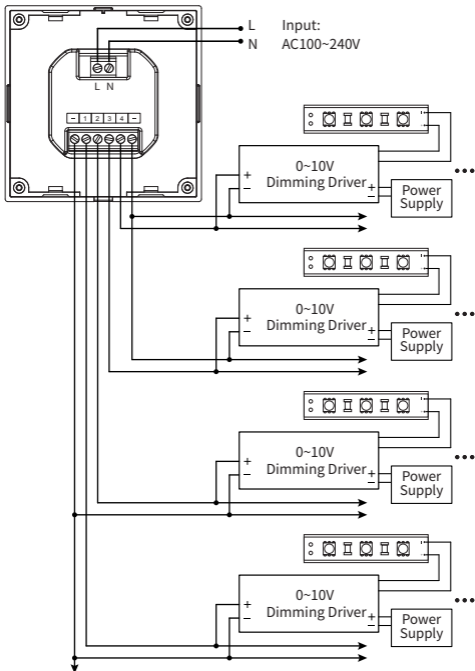 L Input:
N AC100~240V
L N
- 1 2 3 4 -
0~10V
Dimming Driver
+
-
+
-
Power
Supply
...
0~10V
Dimming Driver
+
-
+
-
Power
Supply
...
0~10V
Dimming Driver
+
-
+
-
Power
Supply
...
0~10V
Dimming Driver
+
-
+
-
Power
Supply
...